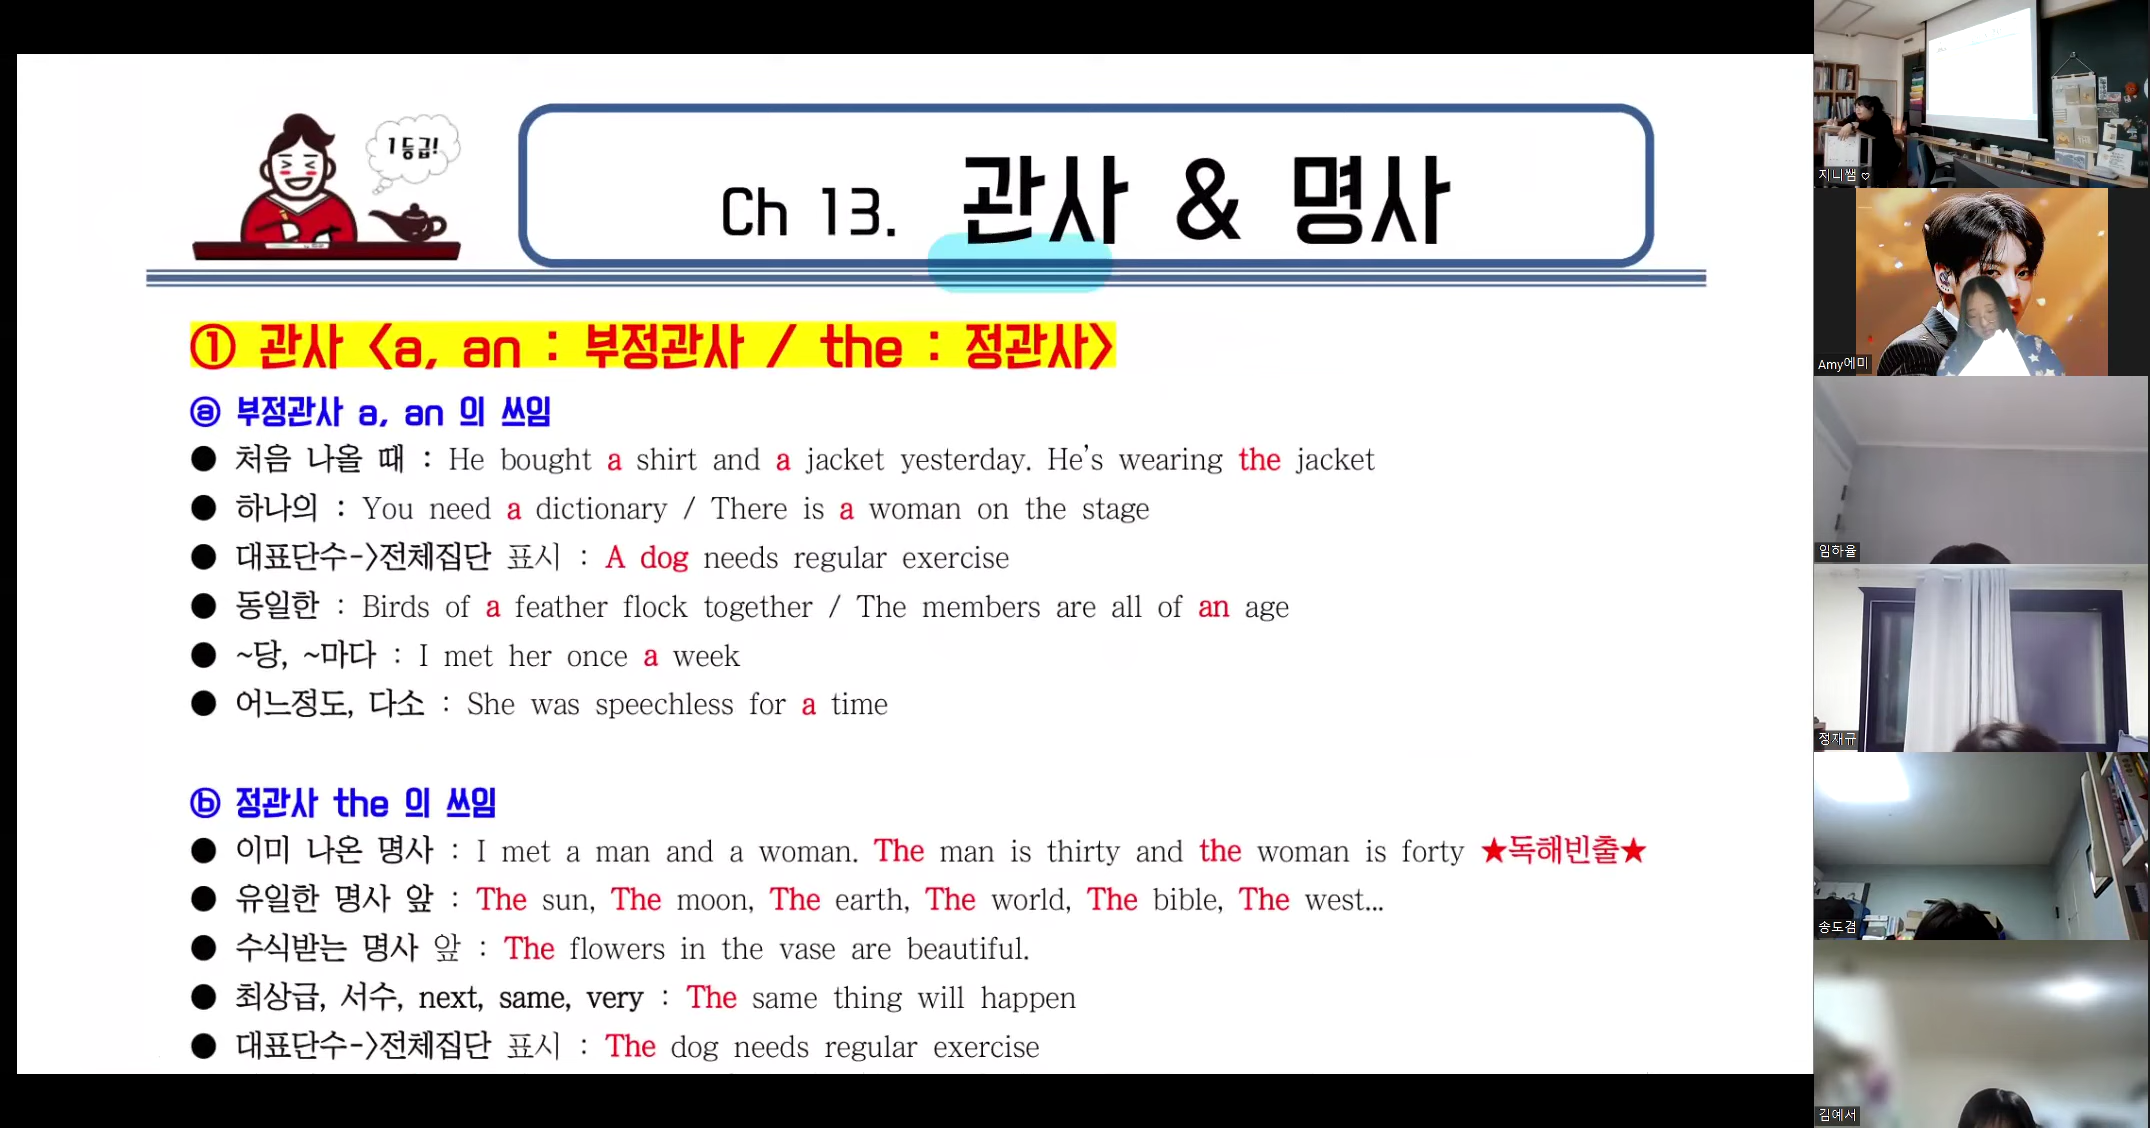 1등급!
Ch 13. 관사 & 명사
① 관사 <a, an : 부정관사 / the : 정관사>
ⓐ 부정관사 a, an 의 쓰임
● 처음 나올 때 : He bought a shirt and a jacket yesterday. He's wearing the jacket
● 하나의 : You need a dictionary / There is a woman on the stage
● 대표단수->전체집단 표시 : A dog needs regular exercise
● 동일한 : Birds of a feather flock together / The members are all of an age
● ~당, ~마다 : I met her once a week
● 어느정도, 다소 : She was speechless for a time
ⓑ 정관사 the 의 쓰임
● 이미 나온 명사 : I met a man and a woman. The man is thirty and the woman is forty ★독해빈출★
● 유일한 명사 앞 : The sun, The moon, The earth, The world, The bible, The west...
● 수식받는 명사 앞 : The flowers in the vase are beautiful.
● 최상급, 서수, next, same, very : The same thing will happen
● 대표단수->전체집단 표시 : The dog needs regular exercise
지니쌤♡
Amy에미
임하율
정재규
송도겸
김예서